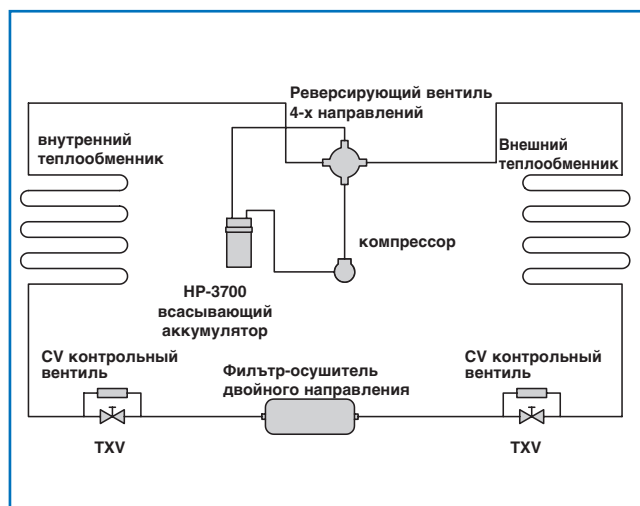 Реверсирующий вентиль
4-х направлений
внутренний
теплообменник
Внешний
теплообменник
компрессор
HP-3700
всасывающий
аккумулятор
CV контрольный
вентиль
Филътр-осушитель
двойного направления
CV контрольный
вентиль
TXV
TXV